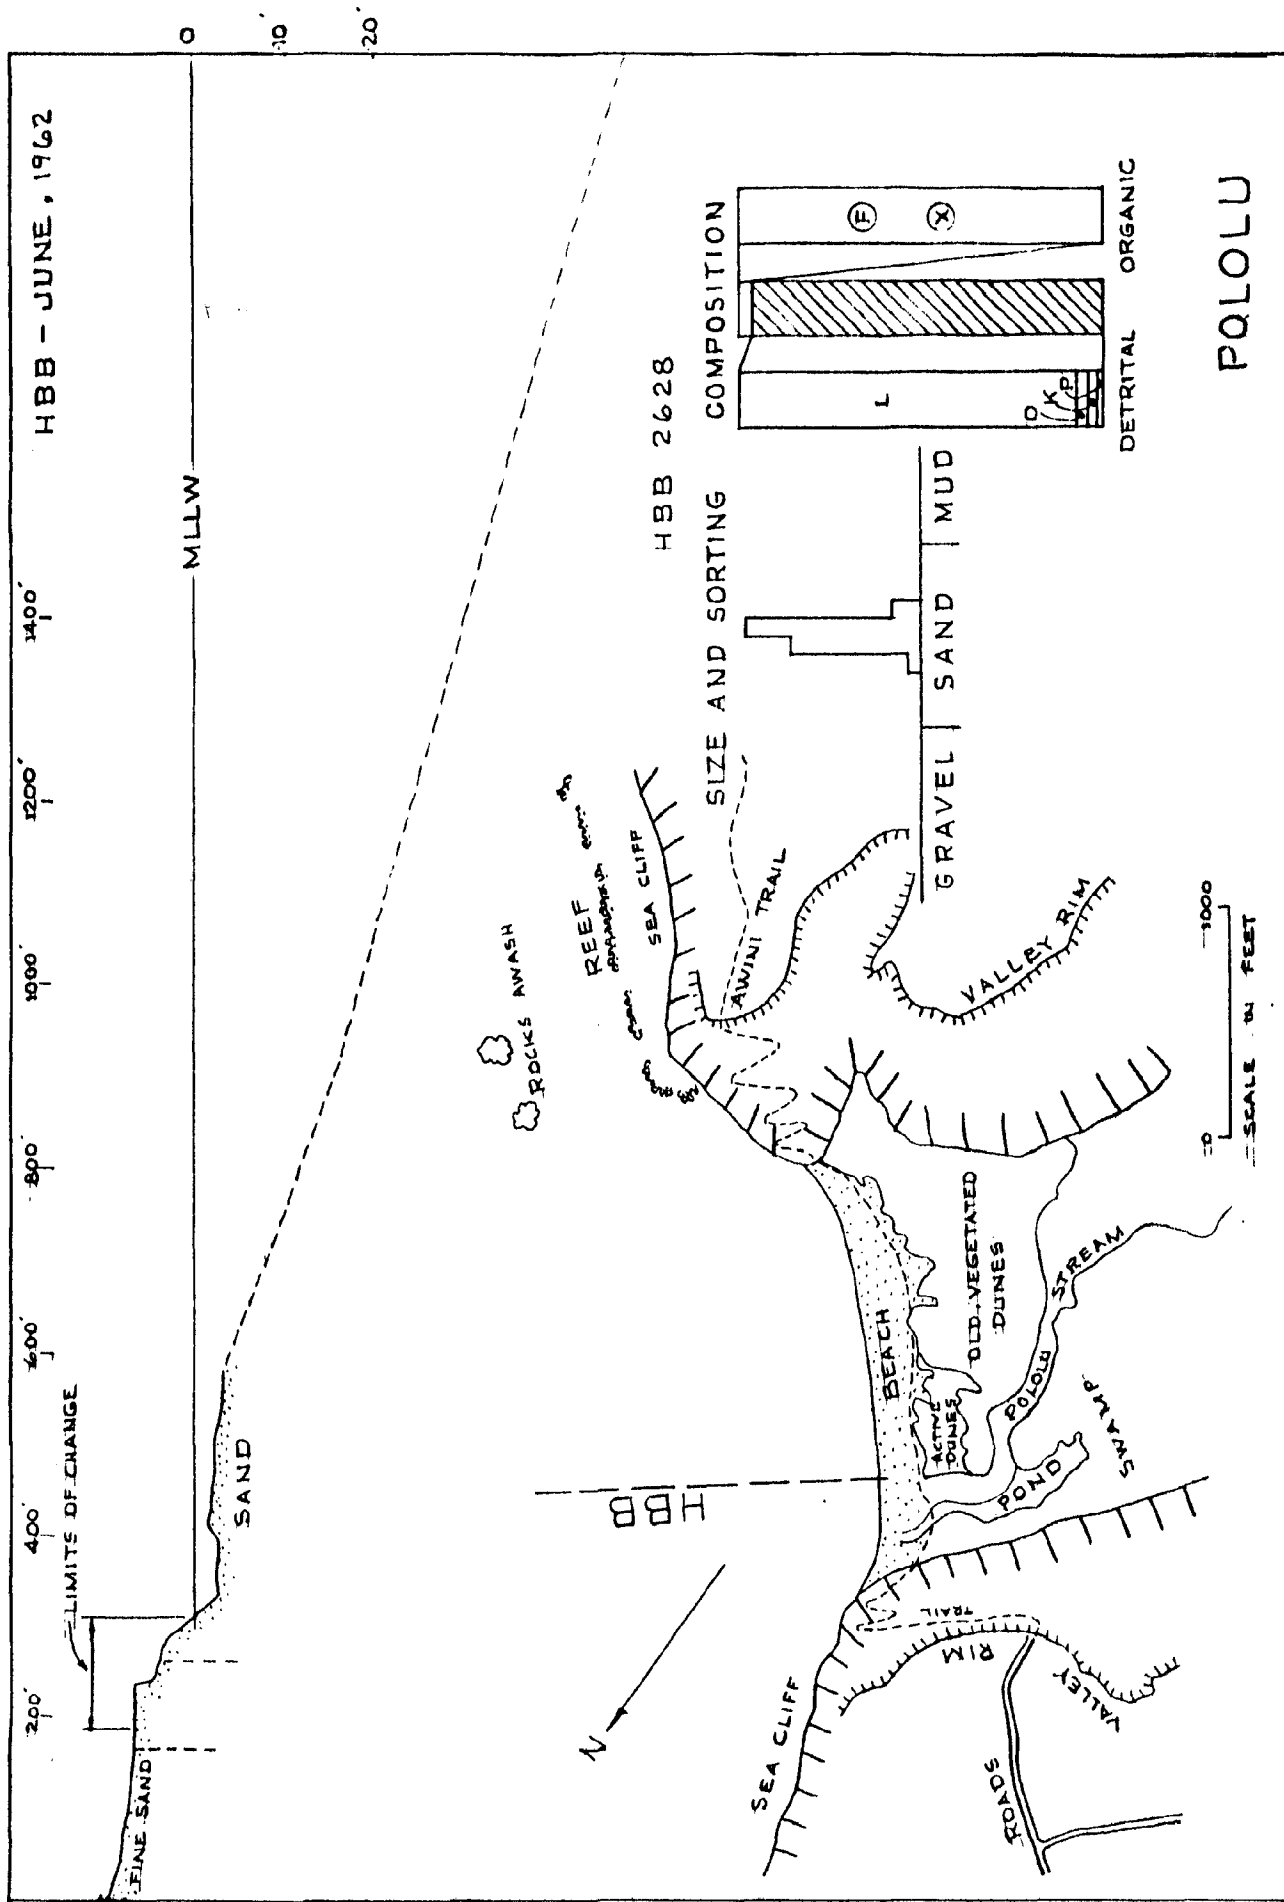 HBB - JUNE, 1962
200'
400'
600'
800'
1000'
1200'
1400'
0
-10'
-20'
LIMITS OF CHANGE
MLLW
FINE SAND
SAND
HBB 2628
SIZE AND SORTING
COMPOSITION
GRAVEL
SAND
MUD
L
O
K
P
F
X
DETRITAL
ORGANIC
N
HBB
ROCKS AWASH
REEF
SEA CLIFF
AWINI TRAIL
SEA CLIFF
BEACH
TRAIL
RIM
VALLEY
ROADS
ACTIVE
DUNES
OLD VEGETATED
DUNES
POND
SWAMP
POLOLU
STREAM
VALLEY RIM
0
1000
SCALE IN FEET
POLOLU